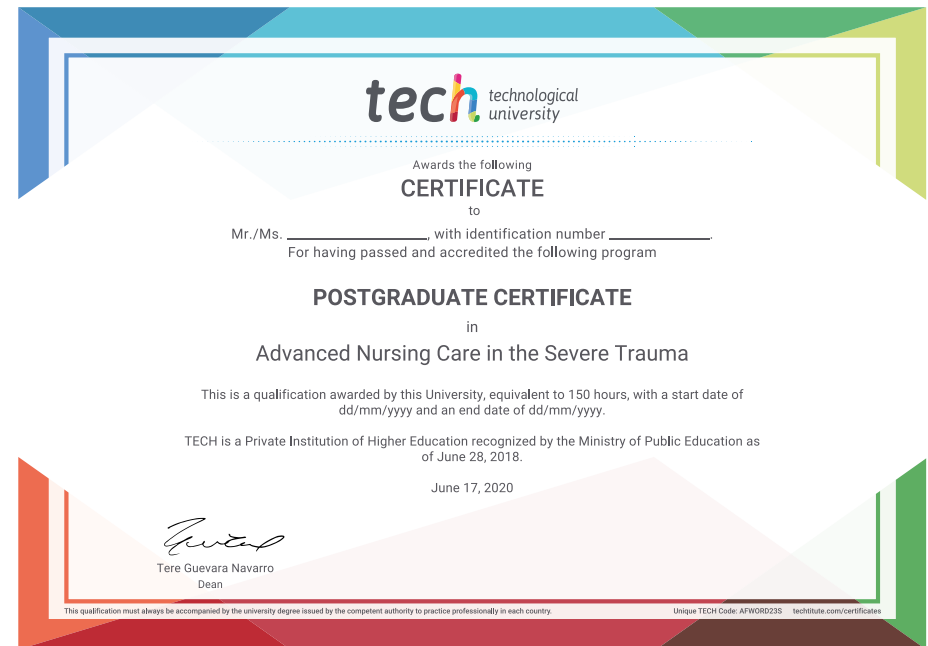 tech technological
university
Awards the following
CERTIFICATE
to
Mr./Ms. ____________________, with identification number ______________.
For having passed and accredited the following program
POSTGRADUATE CERTIFICATE
in
Advanced Nursing Care in the Severe Trauma
This is a qualification awarded by this University, equivalent to 150 hours, with a start date of
dd/mm/yyyy and an end date of dd/mm/yyyy.
TECH is a Private Institution of Higher Education recognized by the Ministry of Public Education as
of June 28, 2018.
June 17, 2020
Tere Guevara Navarro
Dean
This qualification must always be accompanied by the university degree issued by the competent authority to practice professionally in each country. Unique TECH Code: AFWORD23S techtitute.com/certificates